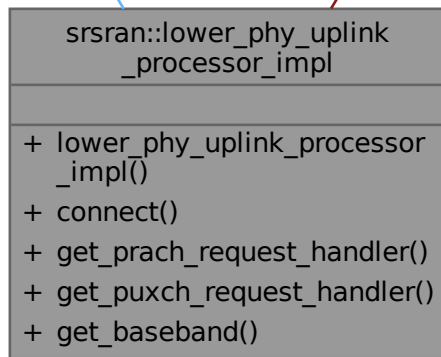 srsran::lower_phy_uplink
_processor_impl
+ lower_phy_uplink_processor
_impl()
+ connect()
+ get_prach_request_handler()
+ get_puxch_request_handler()
+ get_baseband()